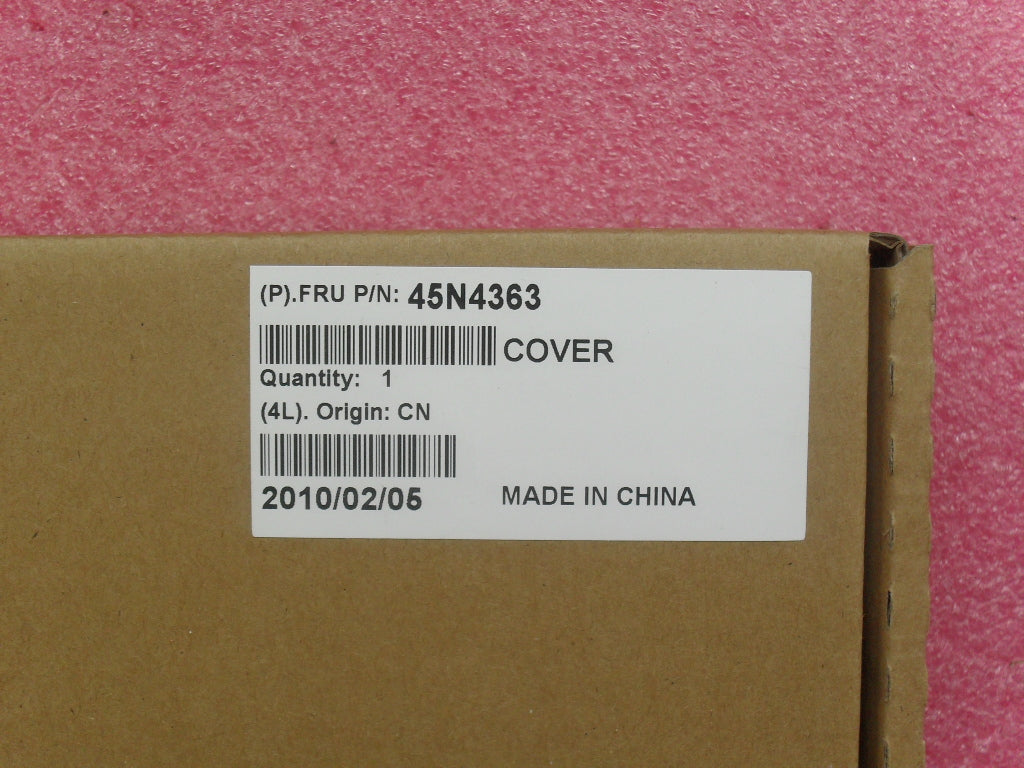 (P).FRU P/N: 45N4363
COVER
Quantity: 1
(4L). Origin: CN
2010/02/05 MADE IN CHINA